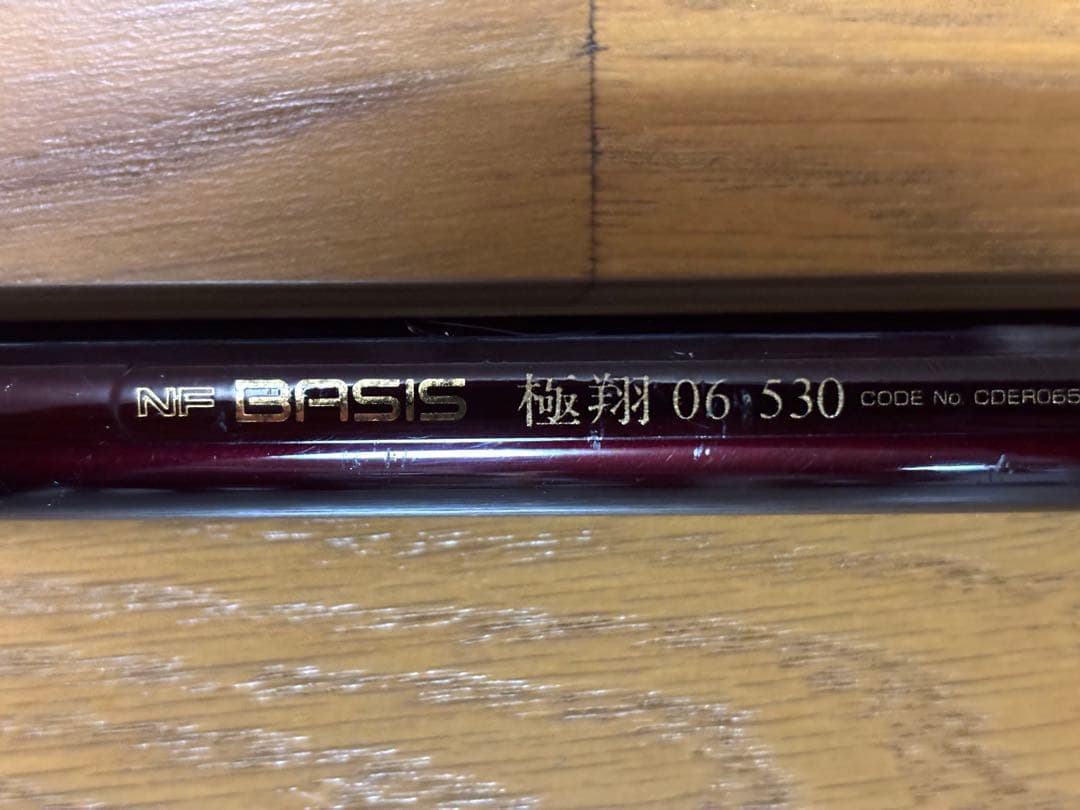 NF BASIS 極翔 06 530 CODE No. CDER065